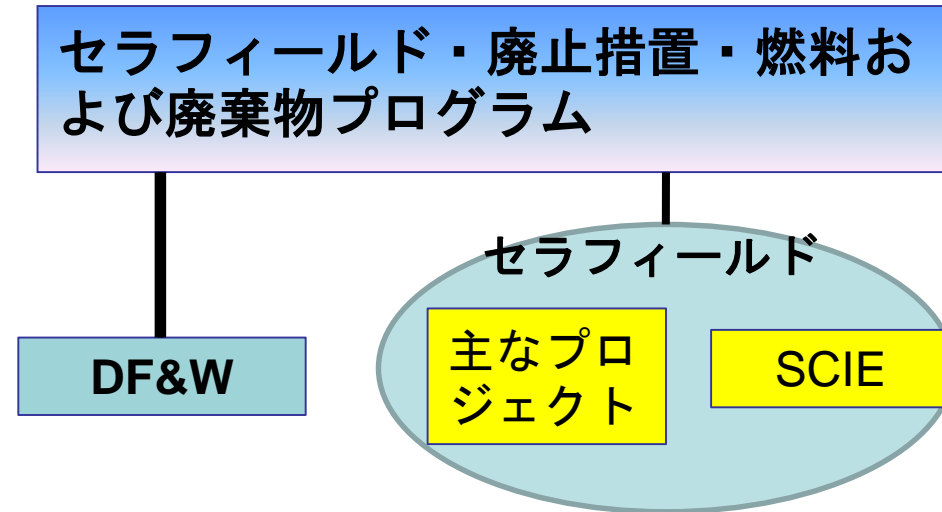 セラフィールド・廃止措置・燃料お
よび廃棄物プログラム
セラフィールド
DF&W
主なプロ
ジェクト
SCIE